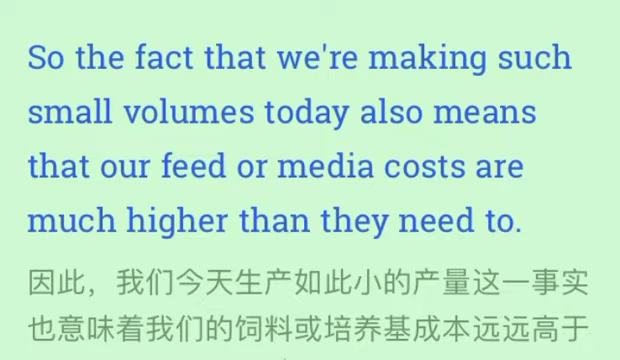 So the fact that we're making such
small volumes today also means
that our feed or media costs are
much higher than they need to.
因此，我们今天生产如此小的产量这一事实
也意味着我们的饲料或培养基成本远远高于